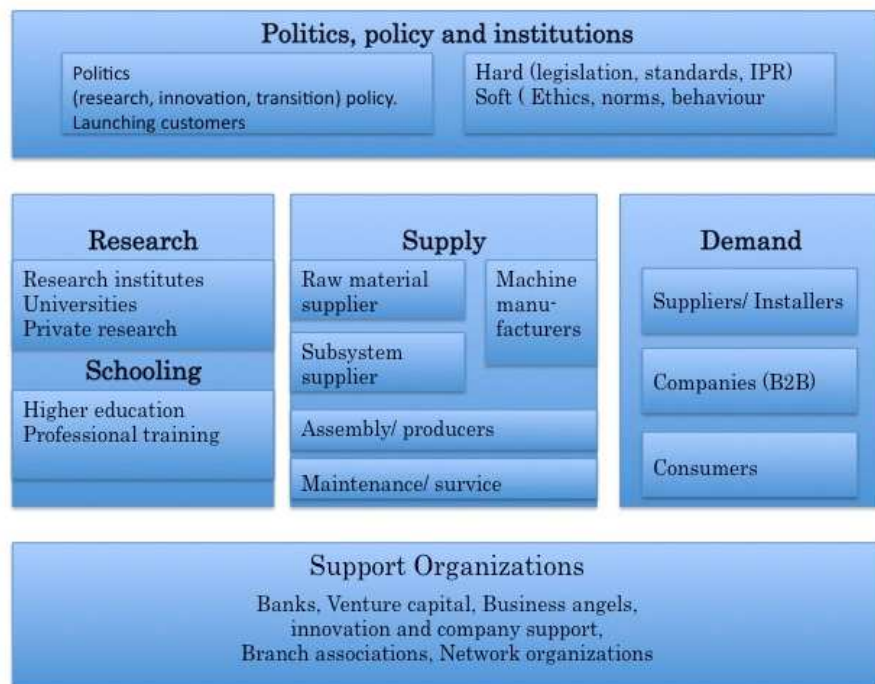 Politics, policy and institutions
Politics
(research, innovation, transition) policy.
Launching customers
Hard (legislation, standards, IPR)
Soft ( Ethics, norms, behaviour
Research
Research institutes
Universities
Private research
Schooling
Higher education
Professional training
Supply
Raw material
supplier
Machine
manu-
facturers
Subsystem
supplier
Assembly/ producers
Maintenance/ survice
Demand
Suppliers/ Installers
Companies (B2B)
Consumers
Support Organizations
Banks, Venture capital, Business angels,
innovation and company support,
Branch associations, Network organizations